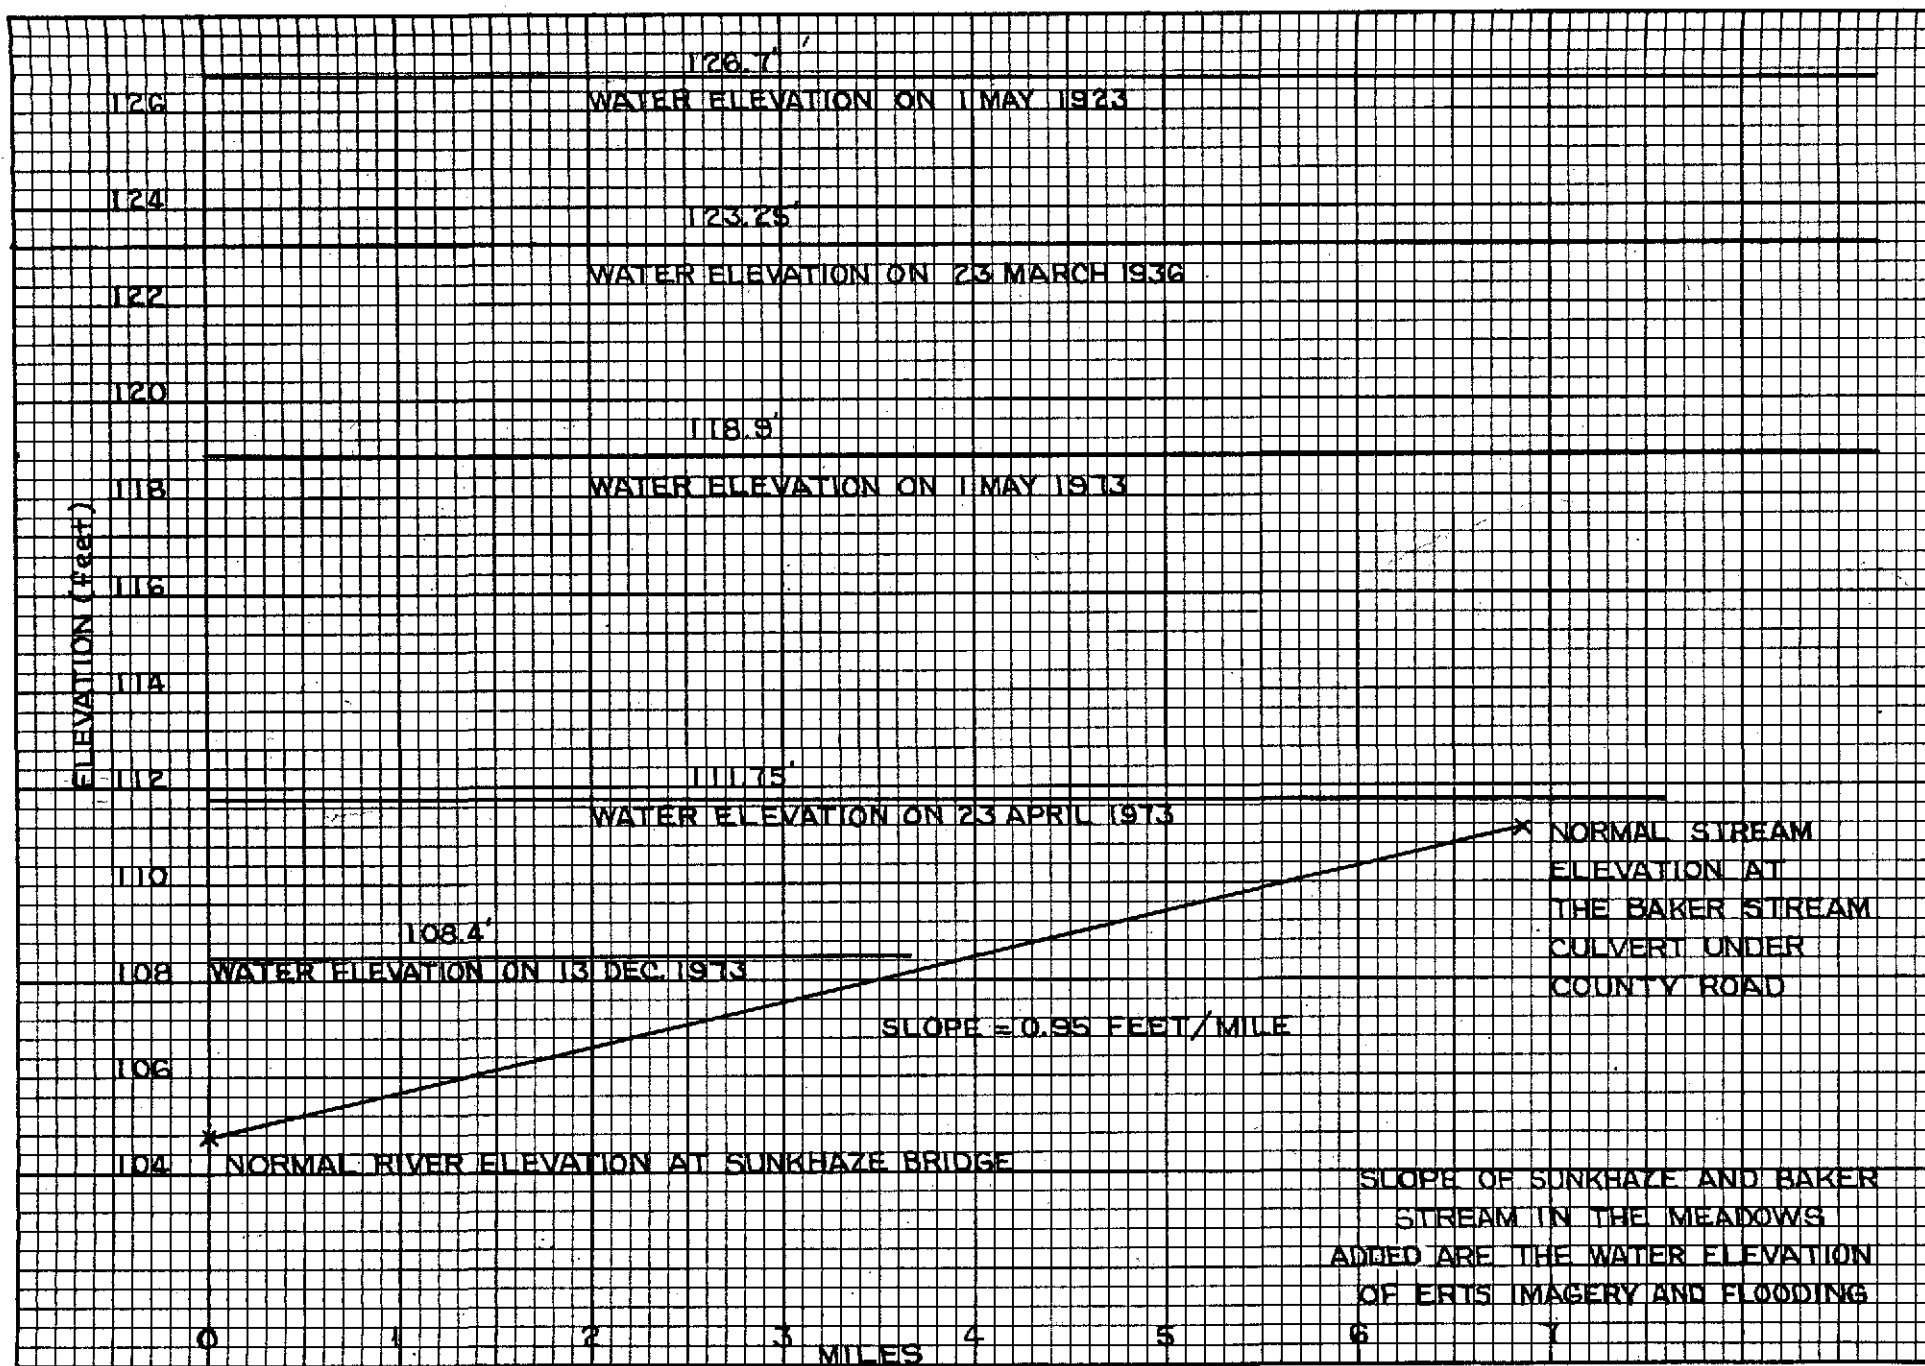 126.7'
126
WATER ELEVATION ON 1 MAY 1923
124
123.25'
WATER ELEVATION ON 23 MARCH 1936
122
120
118.9'
118
WATER ELEVATION ON 1 MAY 1973
ELEVATION (feet)
116
114
112
111.75'
WATER ELEVATION ON 23 APRIL 1973
NORMAL STREAM
ELEVATION AT
THE BAKER STREAM
CULVERT UNDER
COUNTY ROAD
110
108.4'
108
WATER ELEVATION ON 13 DEC. 1973
SLOPE = 0.95 FEET/MILE
106
104
NORMAL RIVER ELEVATION AT SUNKHAZE BRIDGE
SLOPE OF SUNKHAZE AND BAKER
STREAM IN THE MEADOWS
ADDED ARE THE WATER ELEVATION
OF ERTS IMAGERY AND FLOODING
0 1 2 3 4 5 6 7
MILES